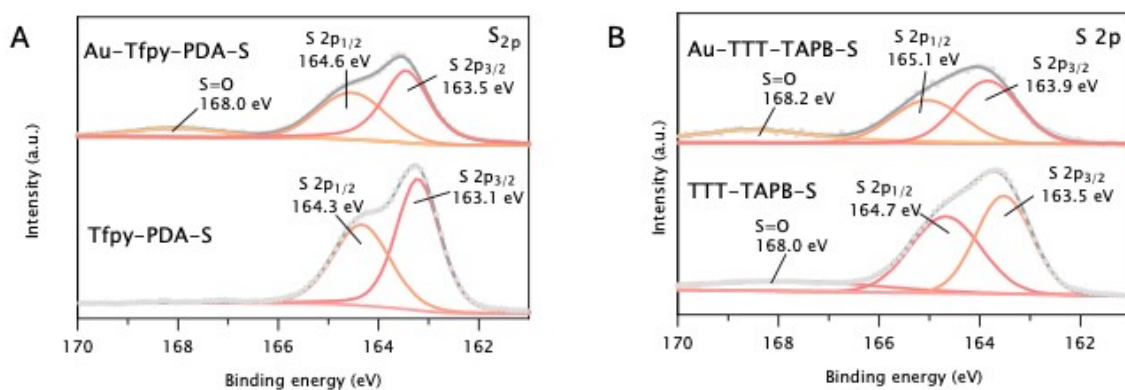 A
Au-Tfpy-PDA-S
S2p
S 2p1/2
164.6 eV
S 2p3/2
163.5 eV
S=O
168.0 eV
S 2p1/2
164.3 eV
S 2p3/2
163.1 eV
Tfpy-PDA-S
Intensity (a.u.)
170 168 166 164 162
Binding energy (eV)
B
Au-TTT-TAPB-S
S 2p
S 2p1/2
165.1 eV
S 2p3/2
163.9 eV
S=O
168.2 eV
TTT-TAPB-S
S 2p1/2
164.7 eV
S 2p3/2
163.5 eV
S=O
168.0 eV
Intensity (a.u.)
170 168 166 164 162
Binding energy (eV)